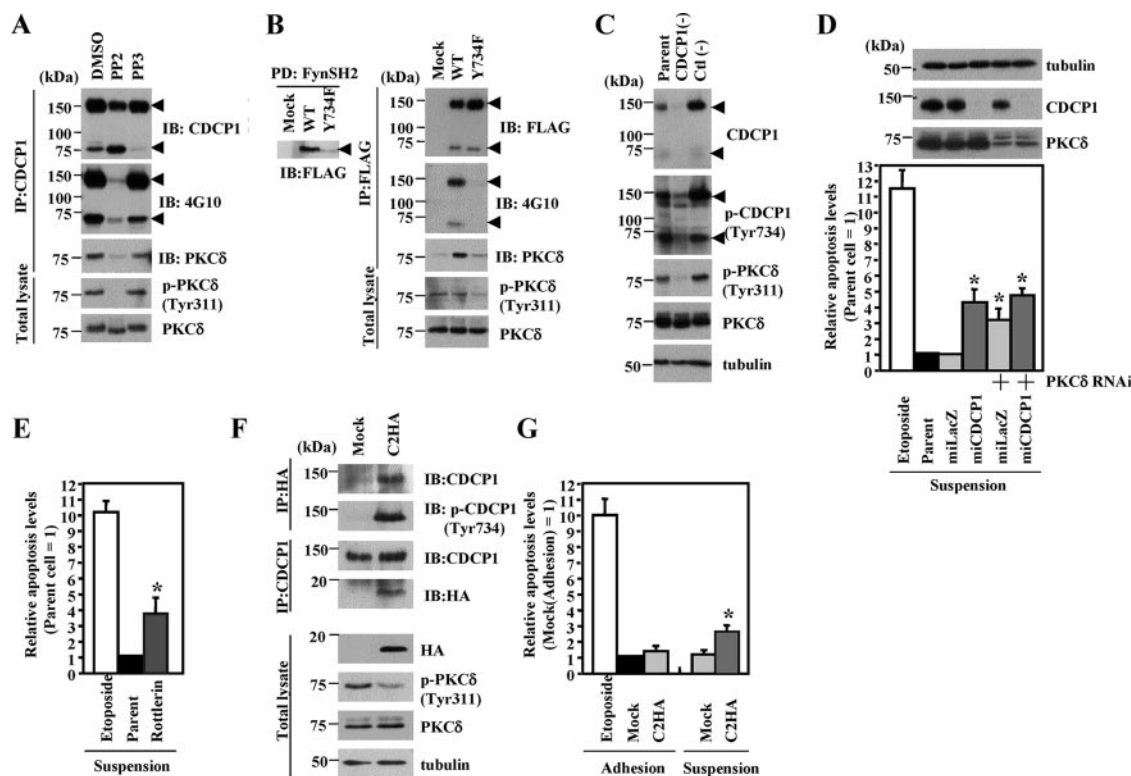 A
(kDa)
DMSO
PP2
PP3
150
100
75
IB: CDCP1
150
100
75
IB: 4G10
75
IB: PKCδ
IP:CDCP1
75
p-PKCδ
(Tyr311)
75
PKCδ
Total lysate
B
PD: FynSH2
Mock
WT
Y734F
IB:FLAG
(kDa)
Mock
WT
Y734F
150
100
75
IB: FLAG
150
100
75
IB: 4G10
75
IB: PKCδ
IP:FLAG
75
p-PKCδ
(Tyr311)
75
PKCδ
Total lysate
C
(kDa)
Parent
CDCP1(-)
Ctl (-)
150
100
75
CDCP1
150
100
75
p-CDCP1
(Tyr734)
75
p-PKCδ
(Tyr311)
75
PKCδ
50
tubulin
D
(kDa)
50
tubulin
150
CDCP1
75
PKCδ
Relative apoptosis levels
(Parent cell = 1)
13
12
11
10
9
8
7
6
5
4
3
2
1
0
*
*
*
+
+
PKCδ RNAi
Etoposide
Parent
miLacZ
miCDCP1
miLacZ
miCDCP1
Suspension
E
Relative apoptosis levels
(Parent cell = 1)
12
11
10
9
8
7
6
5
4
3
2
1
0
*
Etoposide
Parent
Rottlerin
Suspension
F
(kDa)
Mock
C2HA
IP:HA
150
IB:CDCP1
150
IB: p-CDCP1
(Tyr734)
IP:CDCP1
150
IB:CDCP1
20
IB:HA
Total lysate
20
HA
75
p-PKCδ
(Tyr311)
75
PKCδ
50
tubulin
G
Relative apoptosis levels
(Mock(Adhesion) = 1)
12
11
10
9
8
7
6
5
4
3
2
1
0
*
Etoposide
Mock
C2HA
Mock
C2HA
Adhesion
Suspension